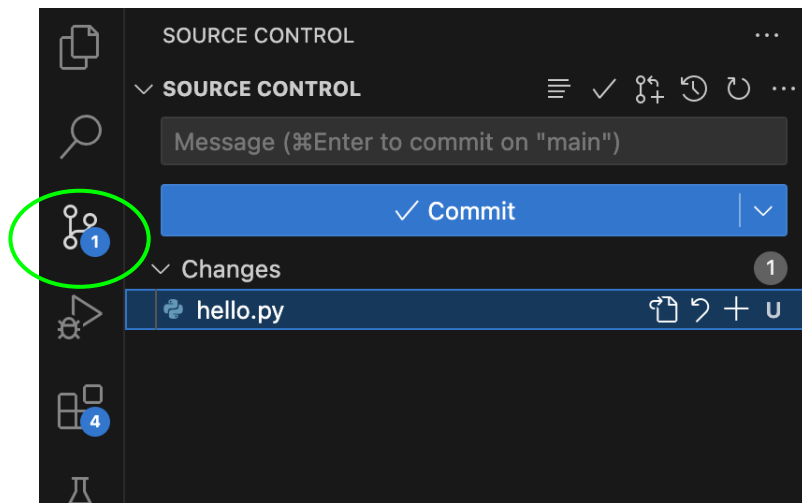 SOURCE CONTROL
SOURCE CONTROL
Message (⌘Enter to commit on "main")
Commit
1
Changes
1
hello.py
U
4